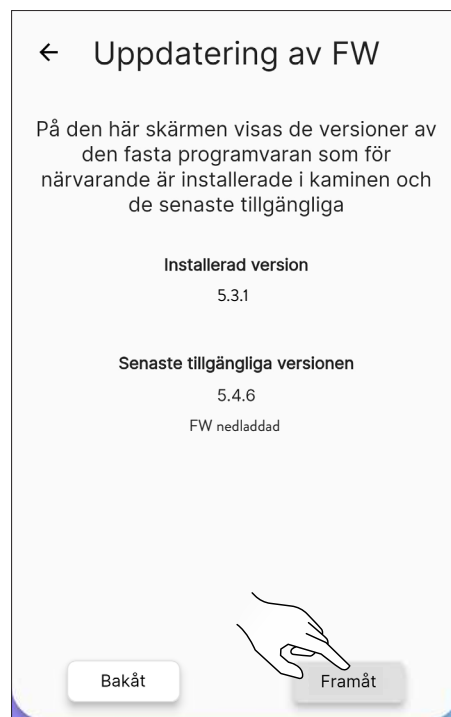 Uppdatering av FW
På den här skärmen visas de versioner av
den fasta programvaran som för
närvarande är installerade i kaminen och
de senaste tillgängliga
Installerad version
5.3.1
Senaste tillgängliga versionen
5.4.6
FW nedladdad
Bakåt
Framåt